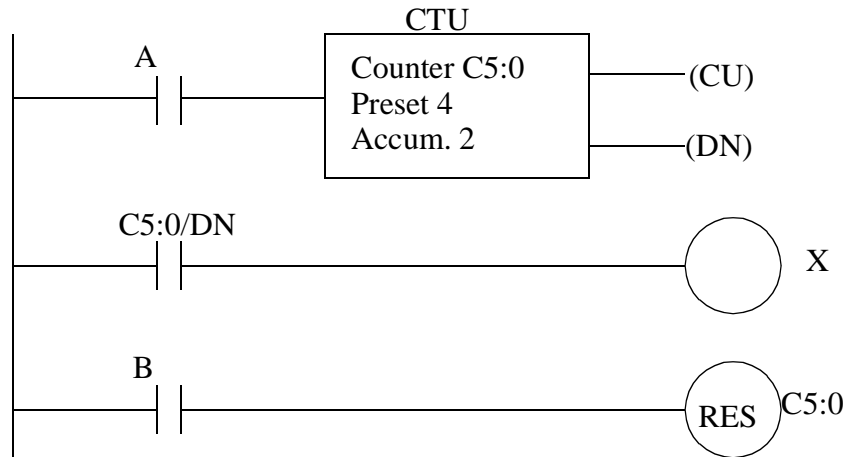 CTU
A
Counter C5:0
Preset 4
Accum. 2
(CU)
(DN)
C5:0/DN
X
B
RES
C5:0